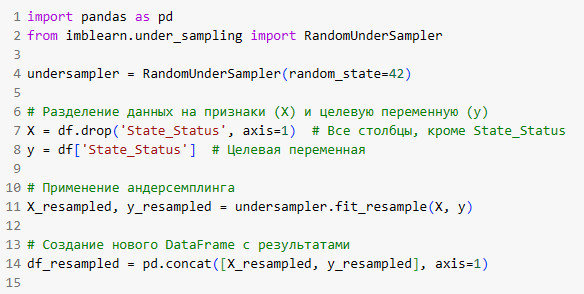 1 import pandas as pd
2 from imblearn.under_sampling import RandomUnderSampler
3
4 undersampler = RandomUnderSampler(random_state=42)
5
6 # Разделение данных на признаки (X) и целевую переменную (y)
7 X = df.drop('State_Status', axis=1)  # Все столбцы, кроме State_Status
8 y = df['State_Status']  # Целевая переменная
9
10 # Применение андерсемплинга
11 X_resampled, y_resampled = undersampler.fit_resample(X, y)
12
13 # Создание нового DataFrame с результатами
14 df_resampled = pd.concat([X_resampled, y_resampled], axis=1)
15